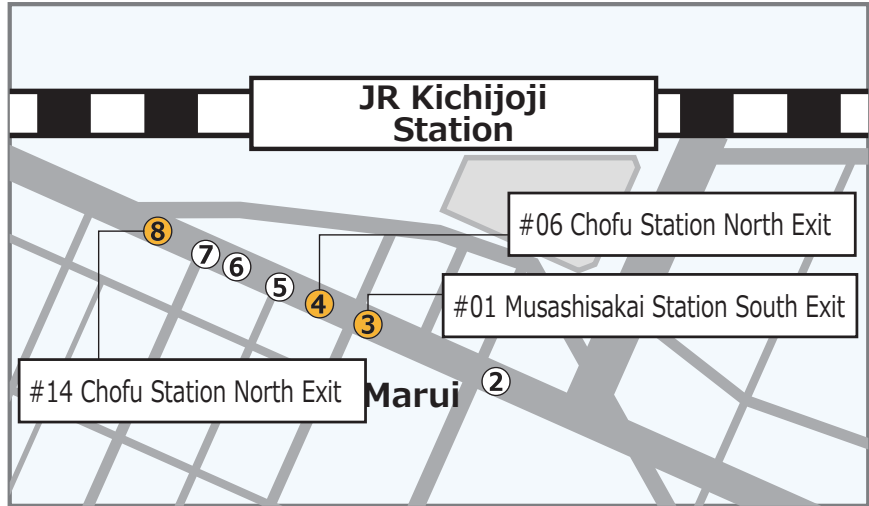 JR Kichijoji
Station
#06 Chofu Station North Exit
8
7
6
5
4
#01 Musashisakai Station South Exit
3
#14 Chofu Station North Exit
Marui
2